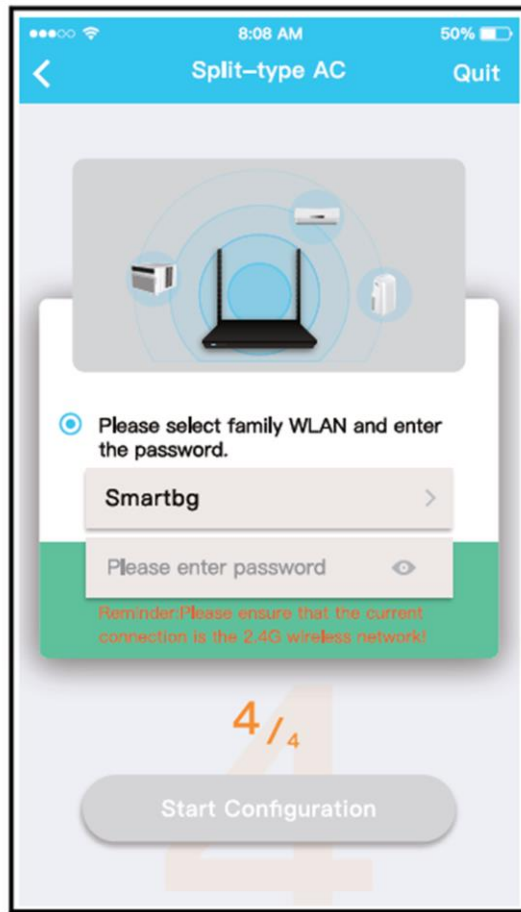 8:08 AM
50%
Split-type AC
Quit
Please select family WLAN and enter
the password.
Smartbg
Please enter password
Reminder:Please ensure that the current
connection is the 2.4G wireless network!
4/4
4
Start Configuration